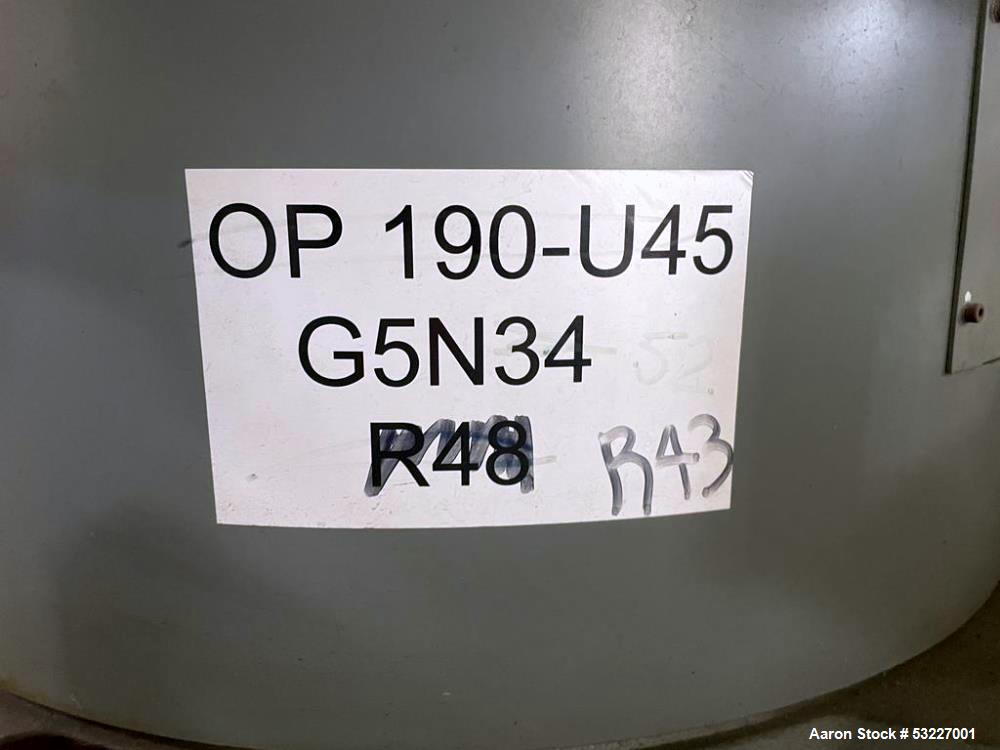 OP 190-U45
G5N34
R48 R43
Aaron Stock # 53227001